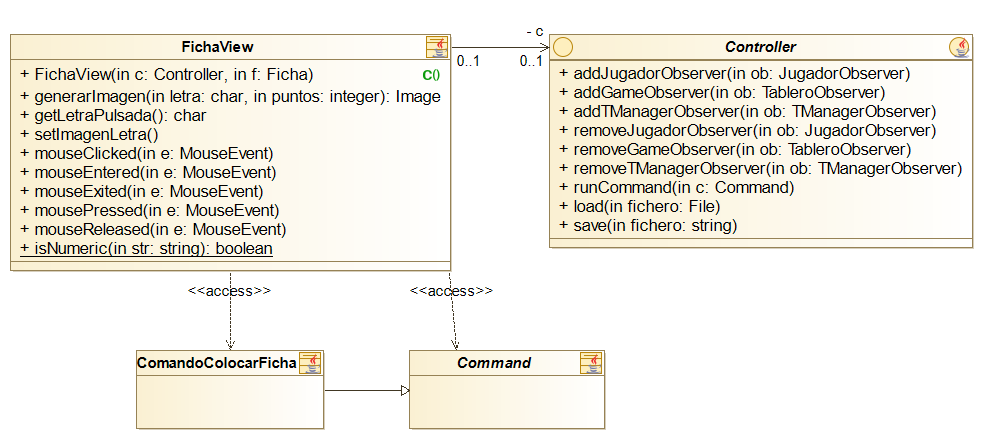 FichaView
+ FichaView(in c: Controller, in f: Ficha) C()
+ generarImagen(in letra: char, in puntos: integer): Image
+ getLetraPulsada(): char
+ setImagenLetra()
+ mouseClicked(in e: MouseEvent)
+ mouseEntered(in e: MouseEvent)
+ mouseExited(in e: MouseEvent)
+ mousePressed(in e: MouseEvent)
+ mouseReleased(in e: MouseEvent)
+ isNumeric(in str: string): boolean
- c
0..1
0..1
Controller
+ addJugadorObserver(in ob: JugadorObserver)
+ addGameObserver(in ob: TableroObserver)
+ addTManagerObserver(in ob: TManagerObserver)
+ removeJugadorObserver(in ob: JugadorObserver)
+ removeGameObserver(in ob: TableroObserver)
+ removeTManagerObserver(in ob: TManagerObserver)
+ runCommand(in c: Command)
+ load(in fichero: File)
+ save(in fichero: string)
<<access>>
<<access>>
ComandoColocarFicha
Command